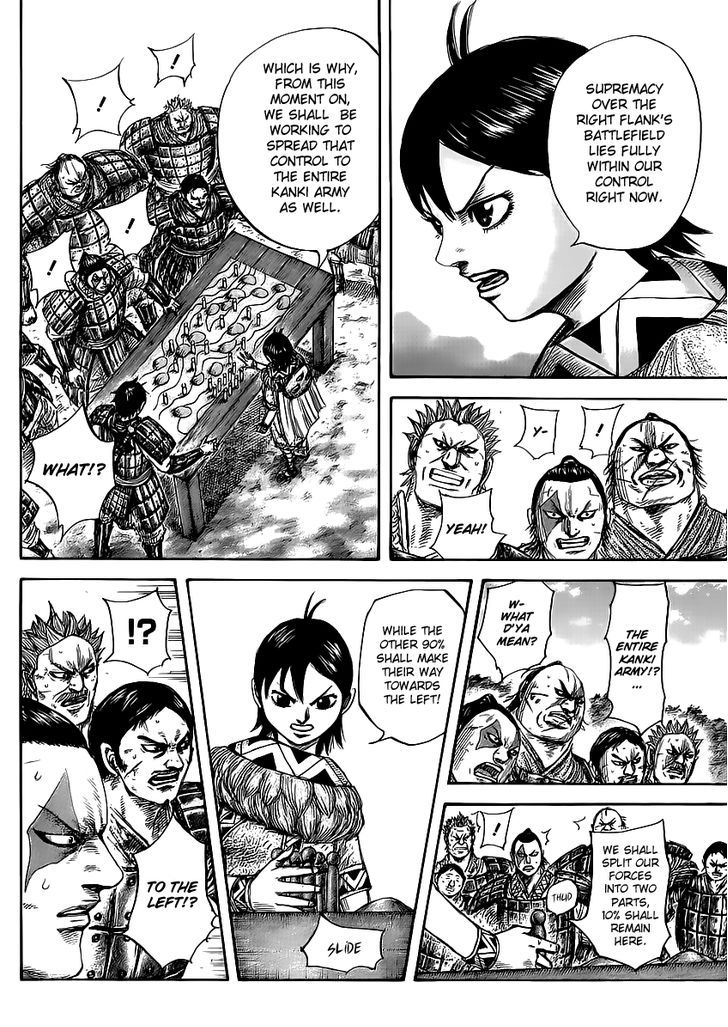 SUPREMACY
OVER THE
RIGHT FLANK'S
BATTLEFIELD
LIES FULLY
WITHIN OUR
CONTROL
RIGHT NOW.
WHICH IS WHY,
FROM THIS
MOMENT ON,
WE SHALL BE
WORKING TO
SPREAD THAT
CONTROL TO
THE ENTIRE
KANKI ARMY
AS WELL.
!
!
!
!
WHAT!?
!
Y-
YEAH!
THE
ENTIRE
KANKI
ARMY!?
...
W-
WHAT
D'YA
MEAN?
!
WE SHALL
SPLIT OUR
FORCES
INTO TWO
PARTS,
10% SHALL
REMAIN
HERE.
THUD
WHILE THE
OTHER 90%
SHALL MAKE
THEIR WAY
TOWARDS
THE LEFT!
SLIDE
!?
TO THE
LEFT!?